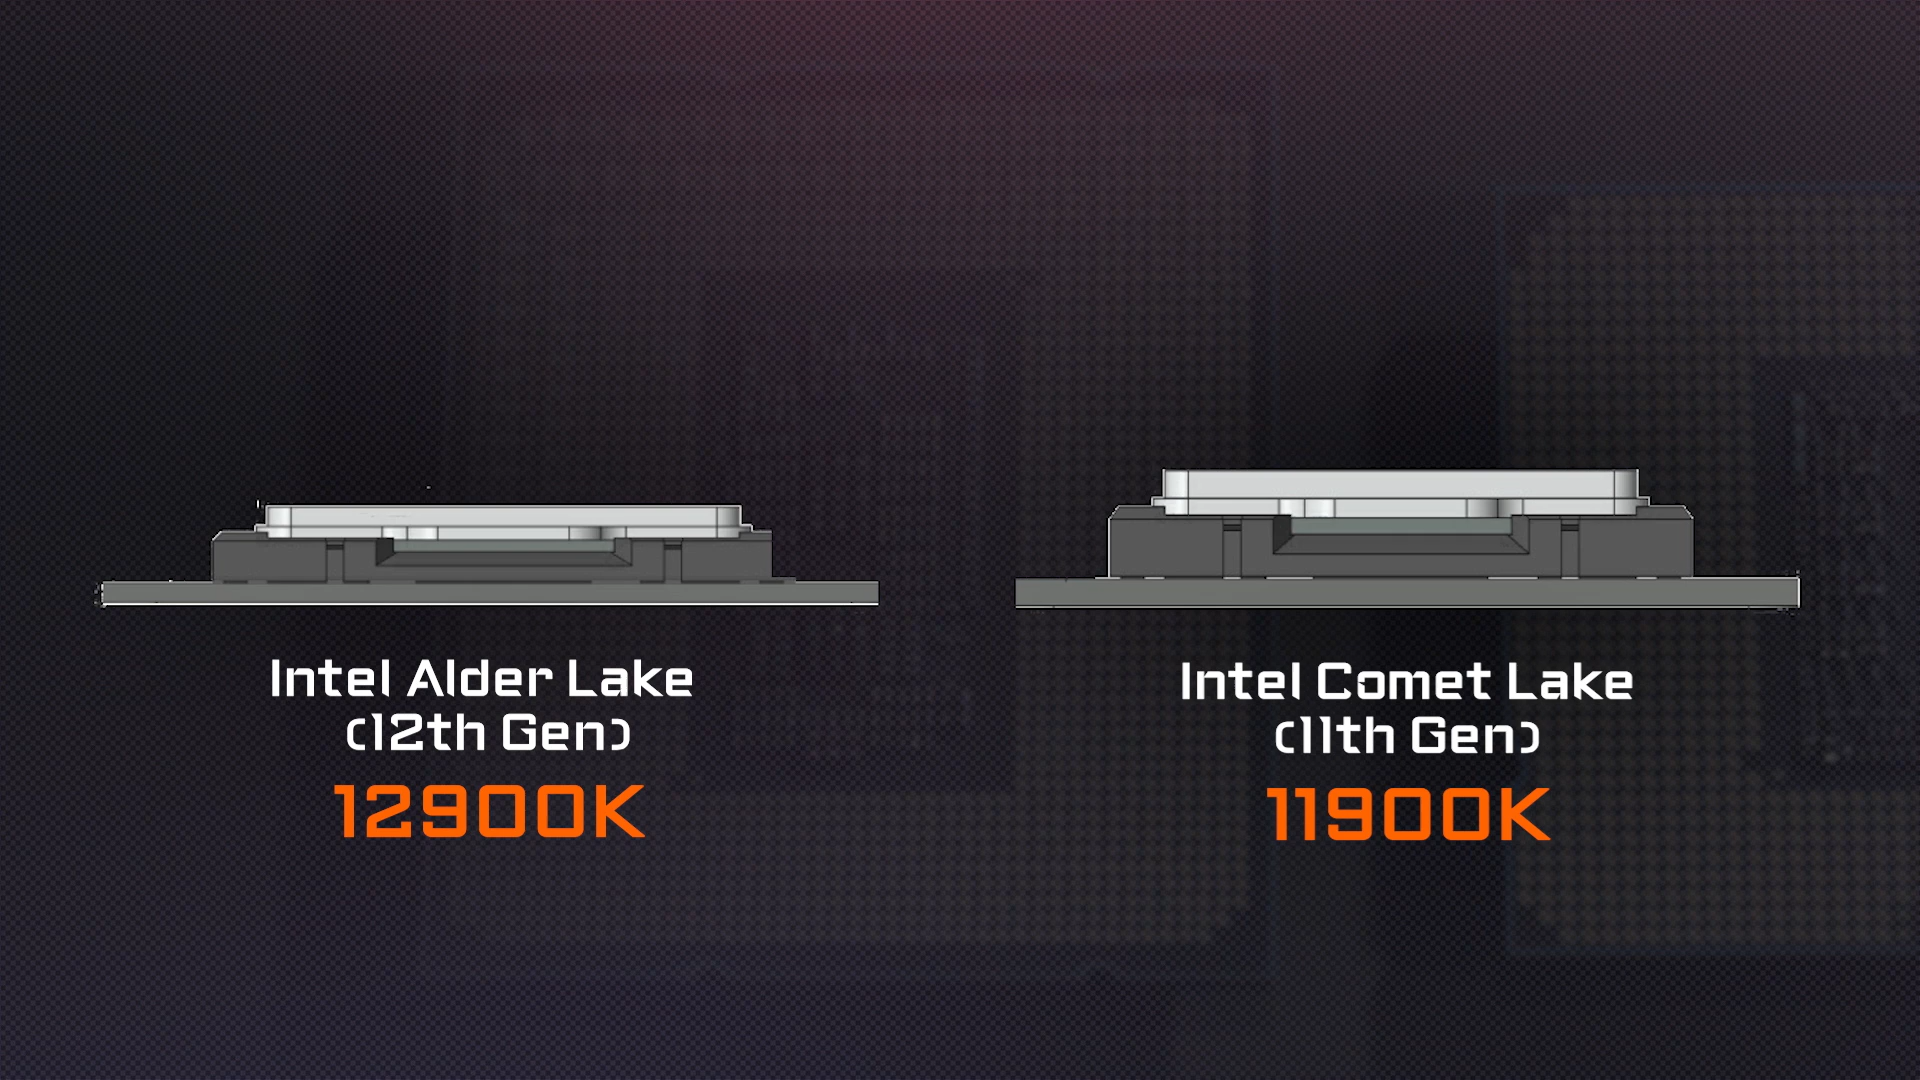 Intel Alder Lake
(12th Gen)
12900K
Intel Comet Lake
(11th Gen)
11900K